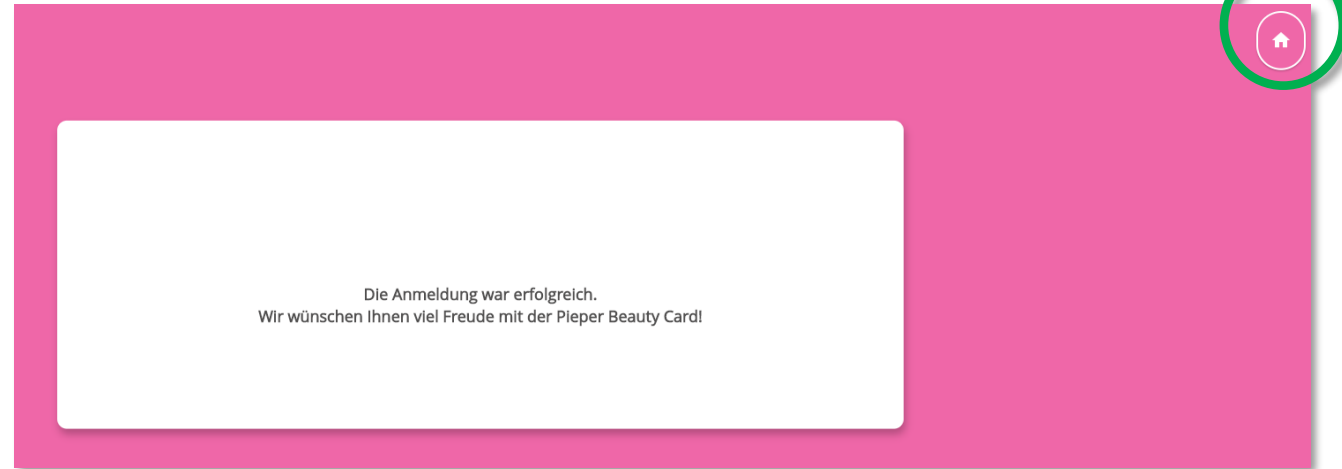 Die Anmeldung war erfolgreich.
Wir wünschen Ihnen viel Freude mit der Pieper Beauty Card!